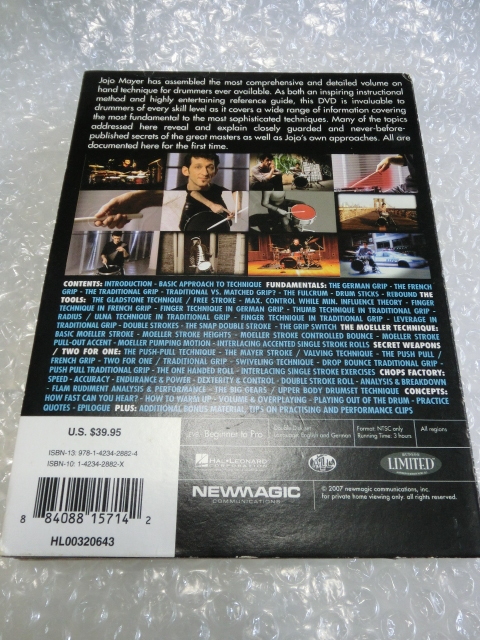 Jojo Mayer has assembled the most comprehensive and detailed volume on
hand technique for drummers ever available. As both an inspiring instructional
method and highly entertaining reference guide, this DVD is invaluable to
drummers of every skill level as it covers a wide range of information covering
the most fundamental to the most sophisticated techniques. Many of the topics
addressed here reveal and explain closely guarded and never-before-
published secrets of the great masters as well as Jojo's own approaches. All are
documented here for the first time.
CONTENTS: INTRODUCTION - BASIC APPROACH TO TECHNIQUE FUNDAMENTALS: THE GERMAN GRIP - THE FRENCH
GRIP - THE TRADITIONAL GRIP - TRADITIONAL VS. MATCHED GRIP? - THE FULCRUM - DRUM STICKS - REBOUND THE
TOOLS: THE GLADSTONE TECHNIQUE / FREE STROKE - MAX. CONTROL WHILE MIN. INFLUENCE THEORY - FINGER
TECHNIQUE IN FRENCH GRIP - FINGER TECHNIQUE IN GERMAN GRIP - THUMB TECHNIQUE IN TRADITIONAL GRIP -
RADIUS / ULNA TECHNIQUE IN TRADITIONAL GRIP - FINGER TECHNIQUE IN TRADITIONAL GRIP - LEVERAGE IN
TRADITIONAL GRIP - DOUBLE STROKES - THE SNAP DOUBLE STROKE - THE GRIP SWITCH THE MOELLER TECHNIQUE:
BASIC MOELLER STROKE - MOELLER STROKE HEIGHTS - MOELLER STROKE CONTROLLED BOUNCE - MOELLER STROKE
PULL-OUT ACCENT - MOELLER PUMPING MOTION - INTERLACING ACCENTED SINGLE STROKE ROLLS SECRET WEAPONS
/ TWO FOR ONE: THE PUSH-PULL TECHNIQUE - THE MAYER STROKE / VALVING TECHNIQUE - THE PUSH PULL /
FRENCH GRIP - TWO FOR ONE / TRADITIONAL GRIP - SWIVELING TECHNIQUE - DROP BOUNCE TRADITIONAL GRIP -
PUSH PULL TRADITIONAL GRIP - THE ONE HANDED ROLL - INTERLACING SINGLE STROKE EXERCISES CHOPS FACTORY:
SPEED - ACCURACY - ENDURANCE & POWER - DEXTERITY & CONTROL - DOUBLE STROKE ROLL - ANALYSIS & BREAKDOWN
- FLAM RUDIMENT ANALYSIS & PERFORMANCE - THE BIG GEARS / UPPER BODY DRUMSET TECHNIQUE CONCEPTS:
HOW FAST CAN YOU HEAR? - HOW TO WARM UP - VOLUME & OVERPLAYING - PLAYING OUT OF THE DRUM - PRACTICE
QUOTES - EPILOGUE PLUS: ADDITIONAL BONUS MATERIAL, TIPS ON PRACTISING AND PERFORMANCE CLIPS
U.S. $39.95
ISBN-13: 978-1-4234-2882-4
ISBN-10: 1-4234-2882-X
8 84088 15714 2
HL00320643
Beginner to Pro
Double Disc set
Languages: English and German
Format: NTSC only
Running Time: 3 hours
All regions
HAL•LEONARD
CORPORATION
LIMITED
NEWMAGIC
COMMUNICATIONS
© 2007 newmagic communications, inc.
for private home viewing only. all rights reserved.